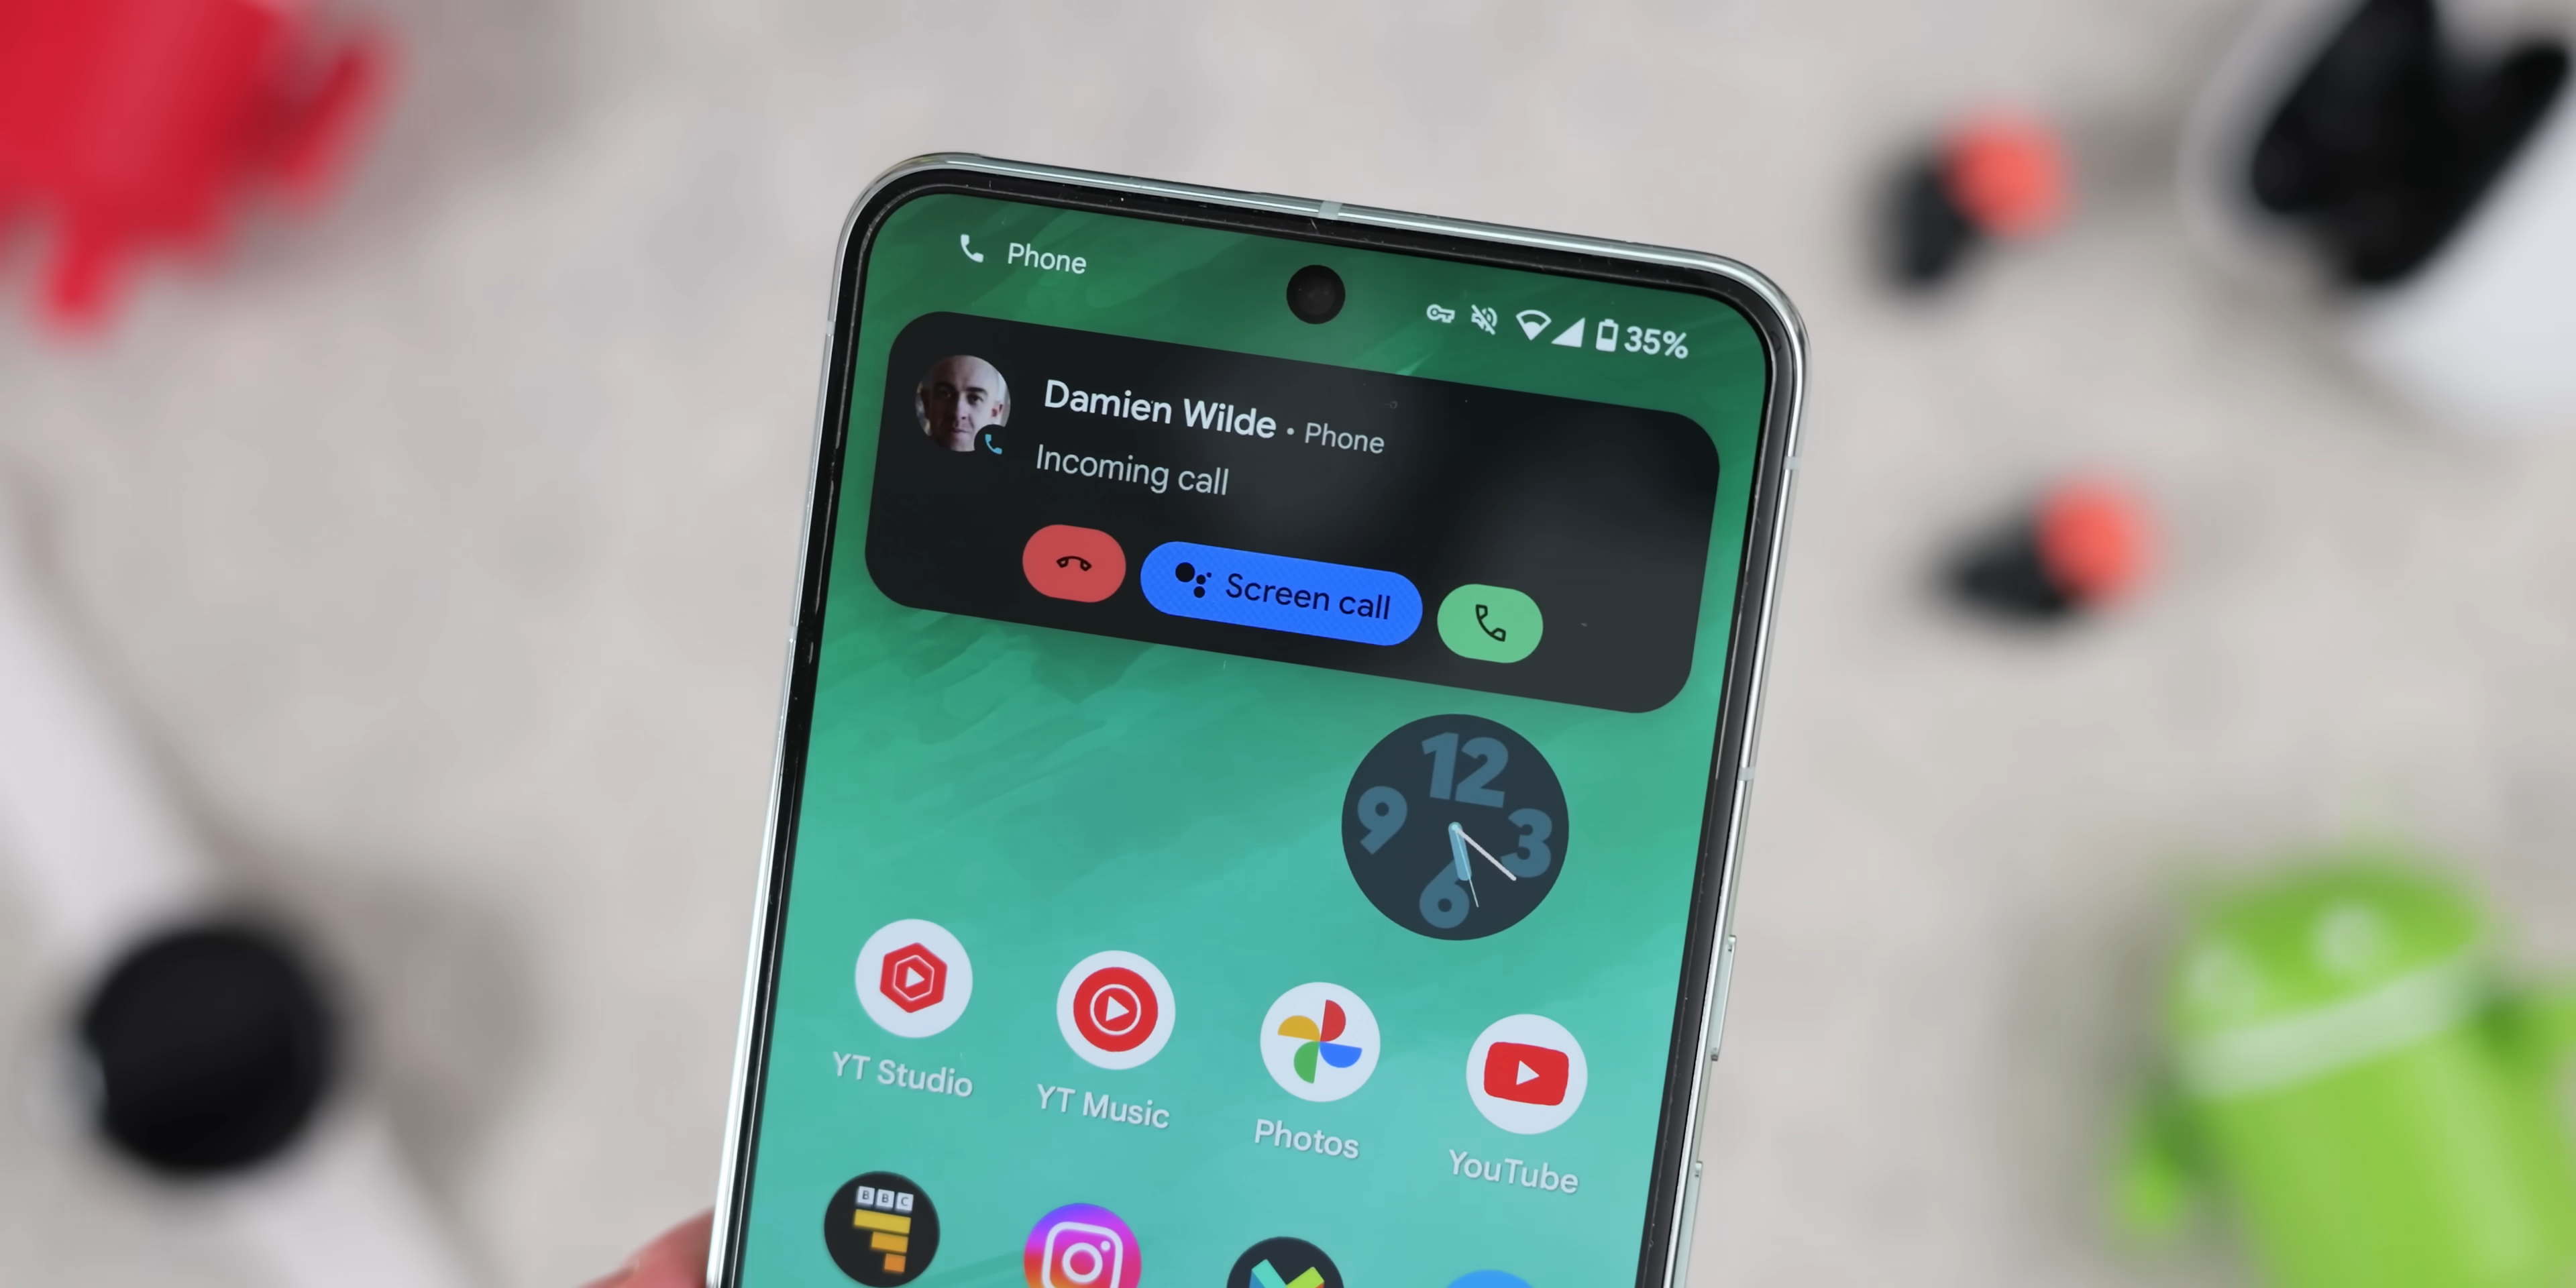 Phone
35%
Damien Wilde • Phone
Incoming call
Screen call
12
9
3
6
YT Studio
YT Music
Photos
YouTube
BBC